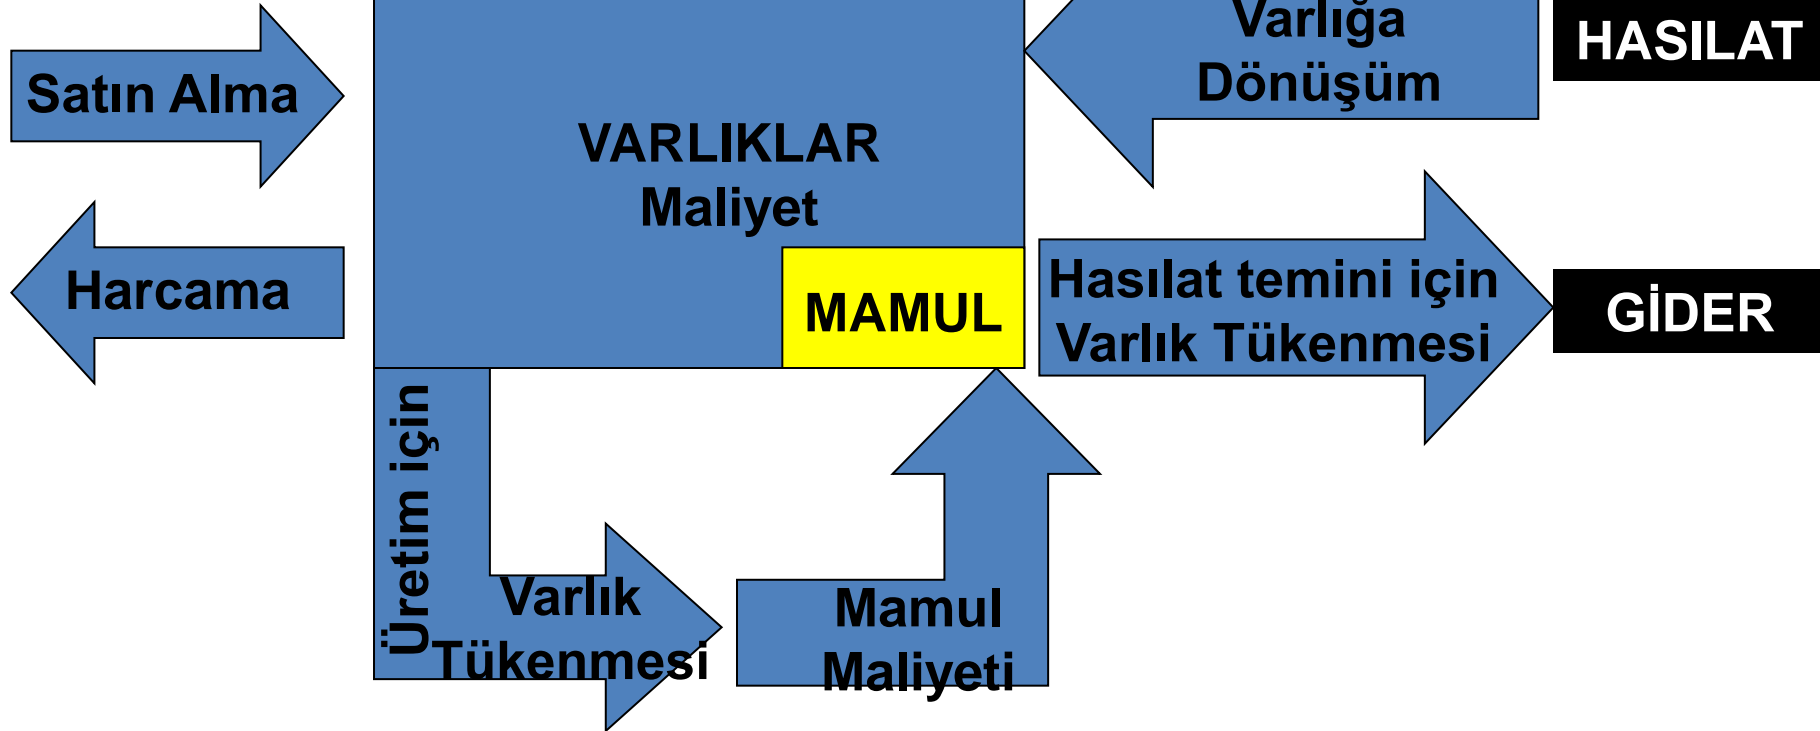 Satın Alma
Harcama
VARLIKLAR
Maliyet
MAMUL
Varlığa
Dönüşüm
HASILAT
Hasılat temini için
Varlık Tükenmesi
GİDER
Üretim için
Varlık
Tükenmesi
Mamul
Maliyeti